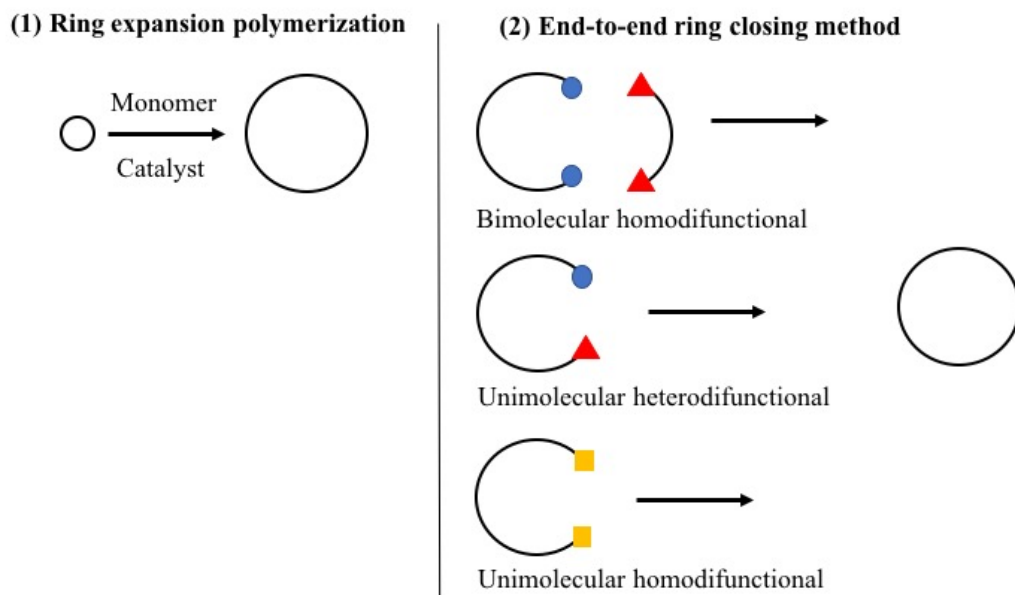 (1) Ring expansion polymerization
Monomer
Catalyst
(2) End-to-end ring closing method
Bimolecular homodifunctional
Unimolecular heterodifunctional
Unimolecular homodifunctional